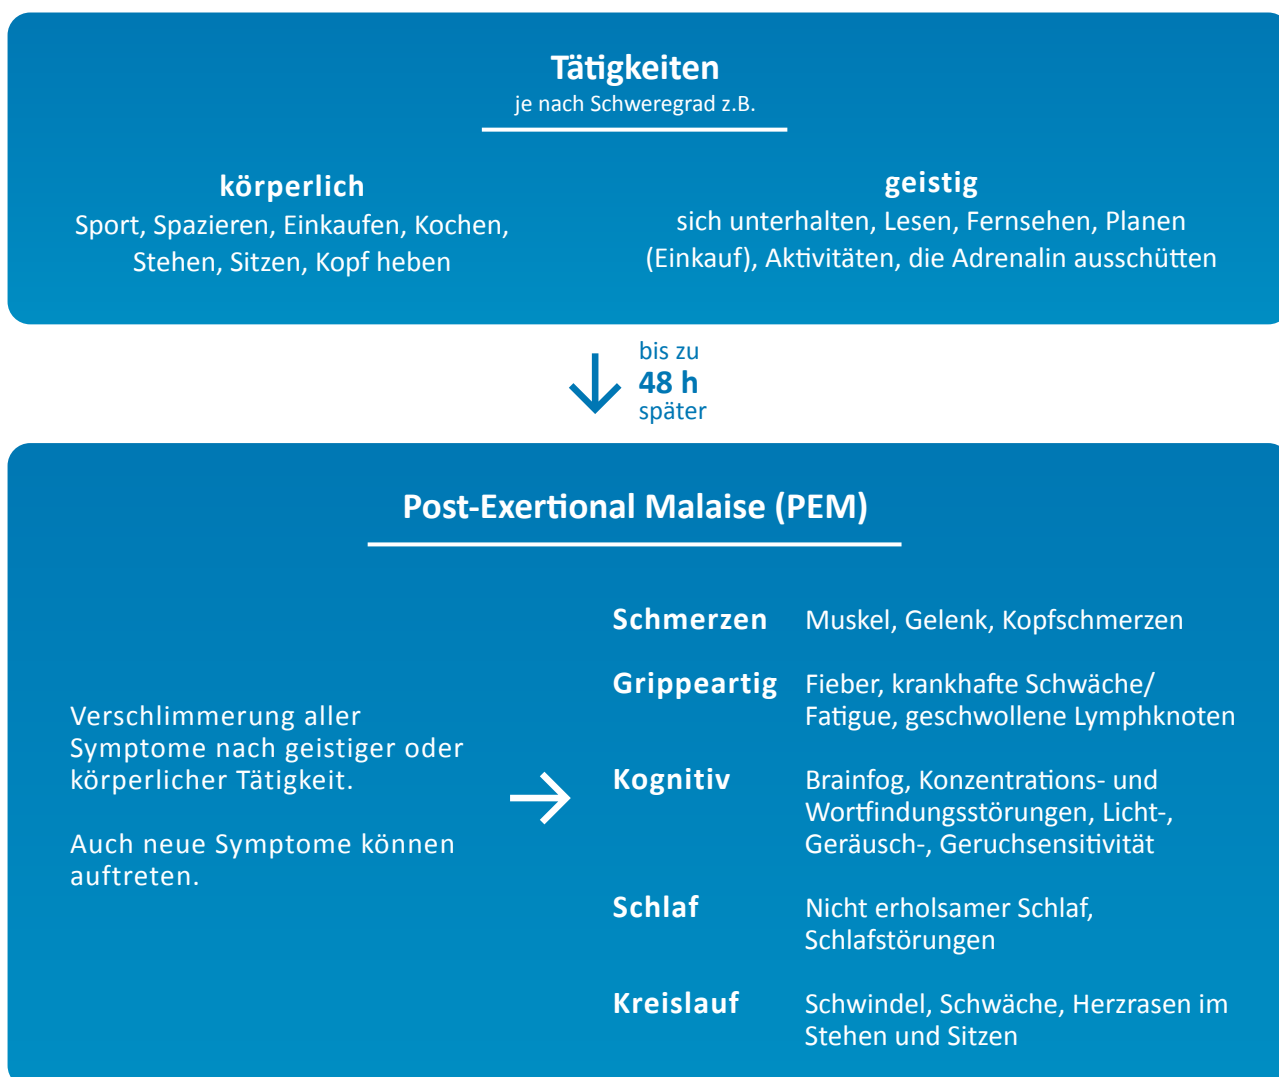 Tätigkeiten
je nach Schweregrad z.B.
körperlich
Sport, Spazieren, Einkaufen, Kochen,
Stehen, Sitzen, Kopf heben
geistig
sich unterhalten, Lesen, Fernsehen, Planen
(Einkauf), Aktivitäten, die Adrenalin ausschütten
bis zu
48 h
später
Post-Exertional Malaise (PEM)
Verschlimmerung aller
Symptome nach geistiger oder
körperlicher Tätigkeit.
Auch neue Symptome können
auftreten.
Schmerzen Muskel, Gelenk, Kopfschmerzen
Grippeartig Fieber, krankhafte Schwäche/
Fatigue, geschwollene Lymphknoten
Kognitiv Brainfog, Konzentrations- und
Wortfindungsstörungen, Licht-,
Geräusch-, Geruchsensitivität
Schlaf Nicht erholsamer Schlaf,
Schlafstörungen
Kreislauf Schwindel, Schwäche, Herzrasen im
Stehen und Sitzen